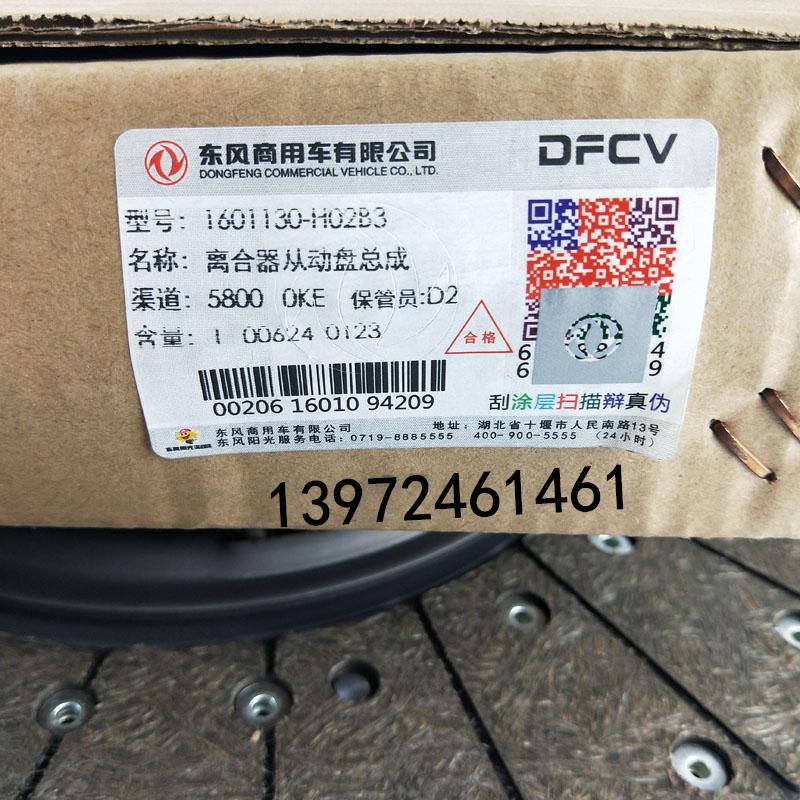 东风商用车有限公司
DONGFENG COMMERCIAL VEHICLE CO., LTD.
DFCV
型号: 1601130-H02B3
名称: 离合器从动盘总成
渠道: 5800 0KE 保管员:D2
含量: 1 00624 0123
合格
6 4
6 9
00206 16010 94209
刮涂层扫描辩真伪
东风商用车有限公司 地址: 湖北省十堰市人民南路13号
东风阳光服务电话: 0719-8885555 400-900-5555 (24小时)
13972461461